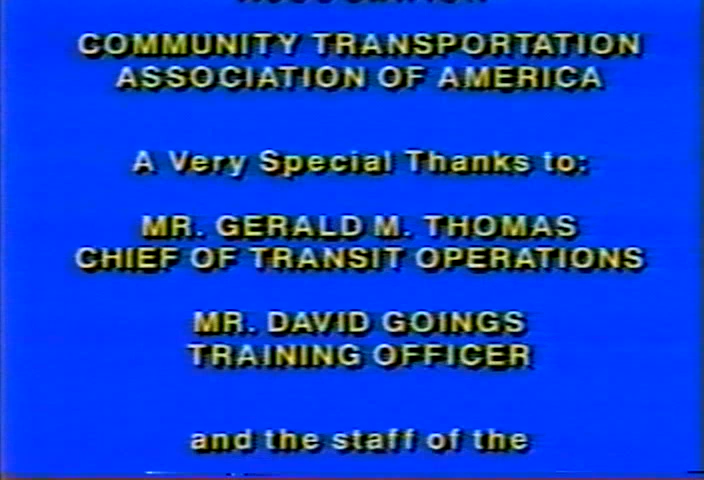 COMMUNITY TRANSPORTATION
ASSOCIATION OF AMERICA
A Very Special Thanks to:
MR. GERALD M. THOMAS
CHIEF OF TRANSIT OPERATIONS
MR. DAVID GOINGS
TRAINING OFFICER
and the staff of the